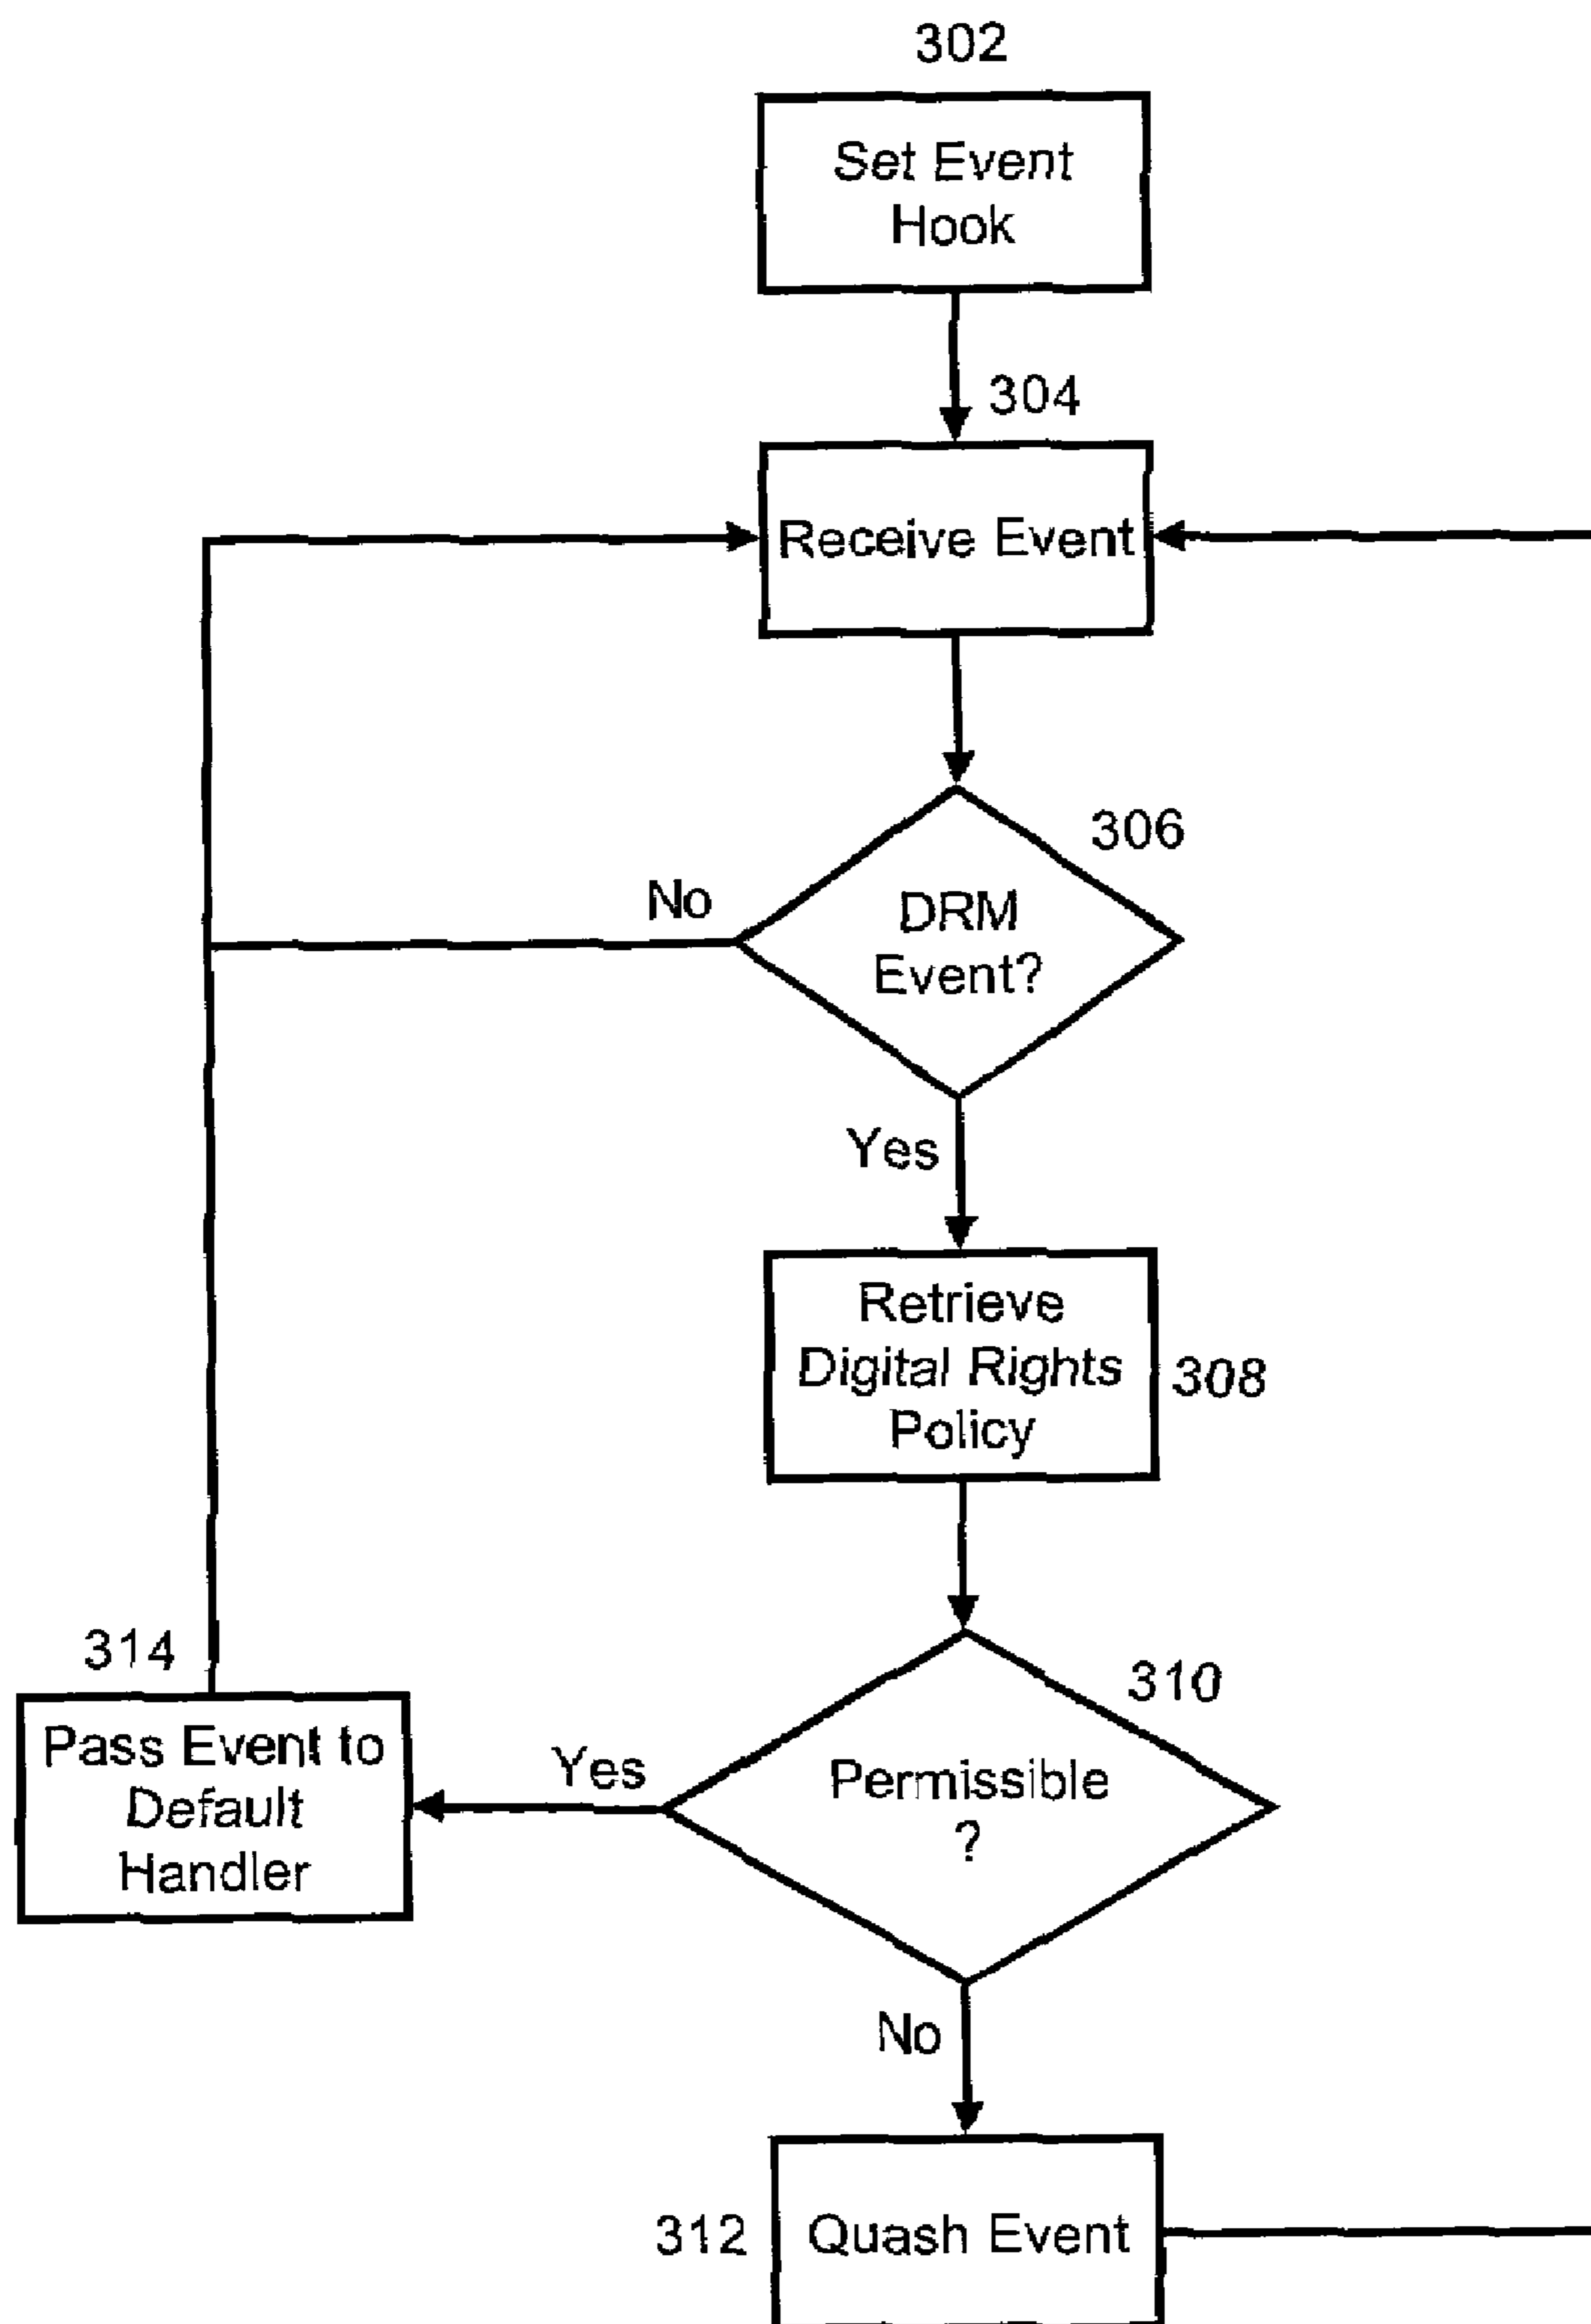 302
Set Event
Hook
304
Receive Event
306
No
DRM
Event?
Yes
Retrieve
Digital Rights
Policy
308
314
310
Pass Event to
Default
Handler
Yes
Permissible
?
No
312
Quash Event